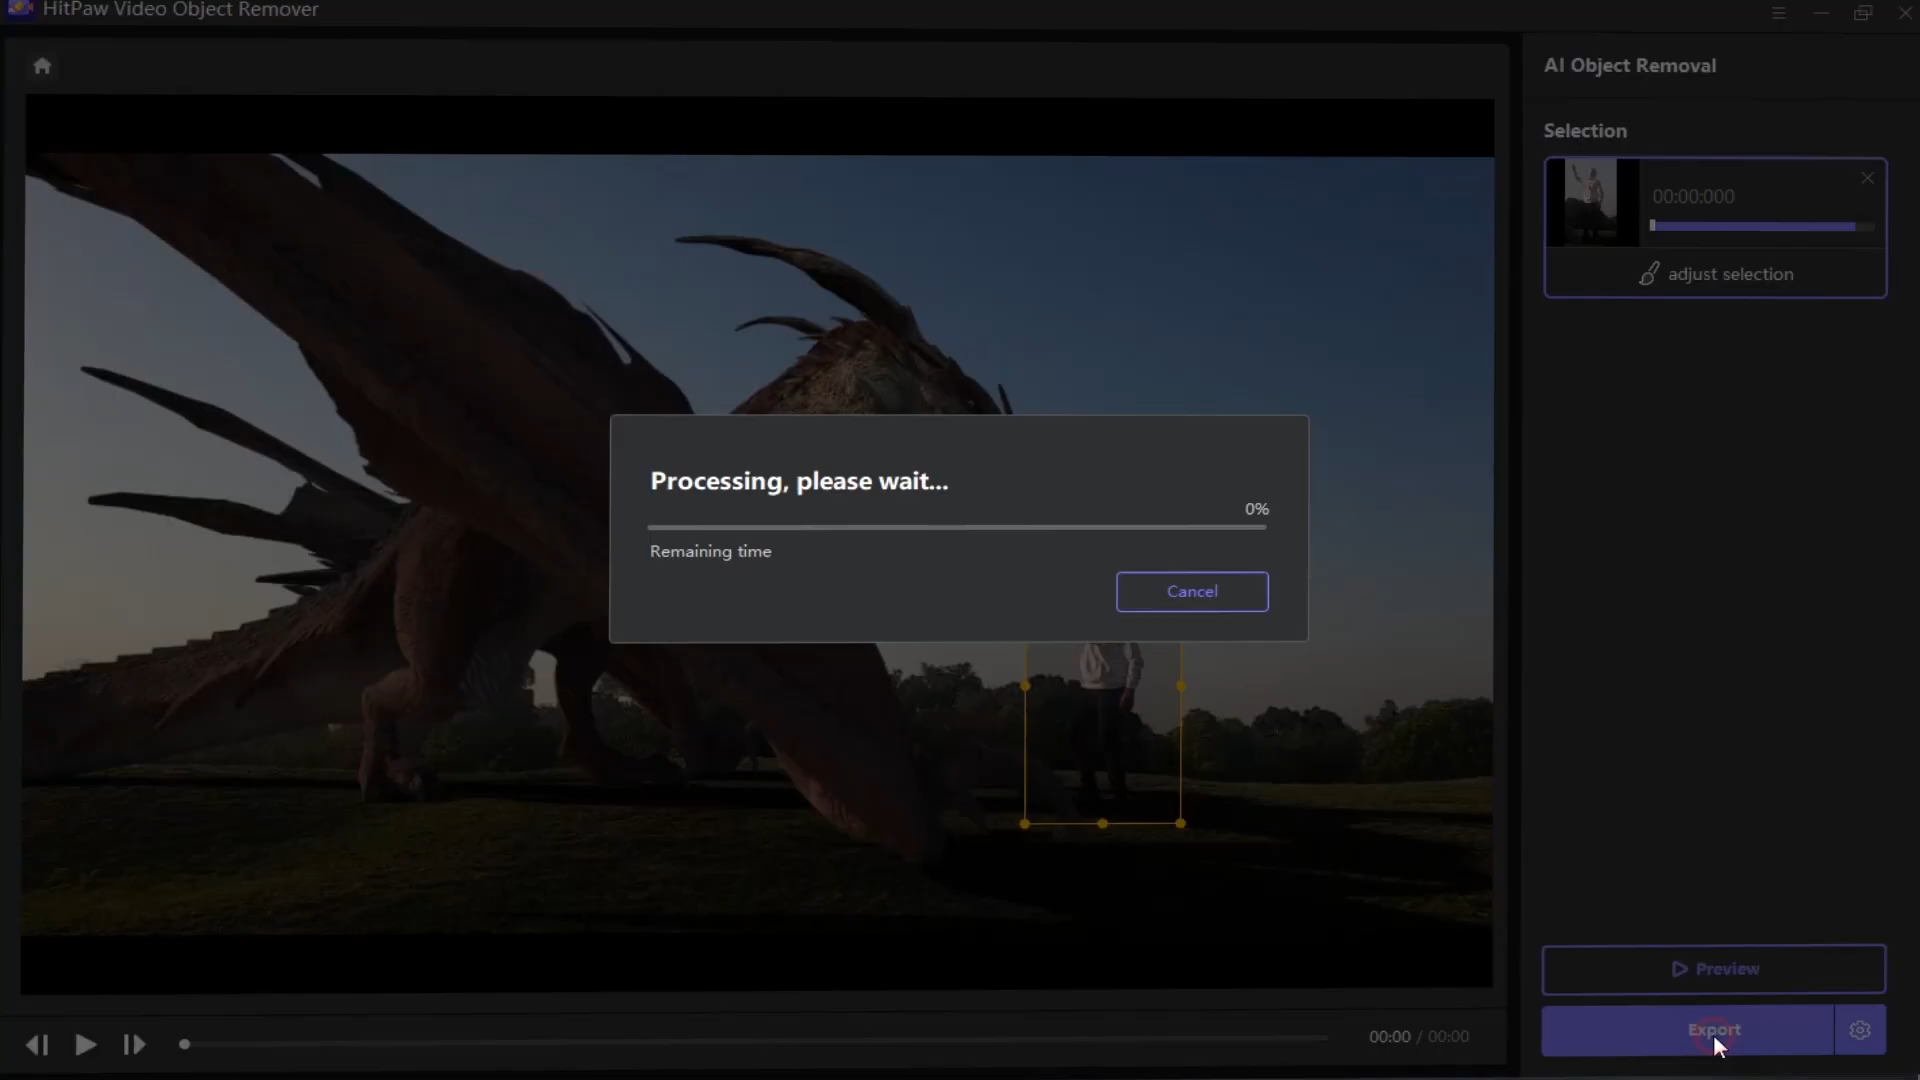 HitPaw Video Object Remover
AI Object Removal
Selection
00:00:000
adjust selection
Processing, please wait...
0%
Remaining time
Cancel
Preview
Export
00:00 / 00:00